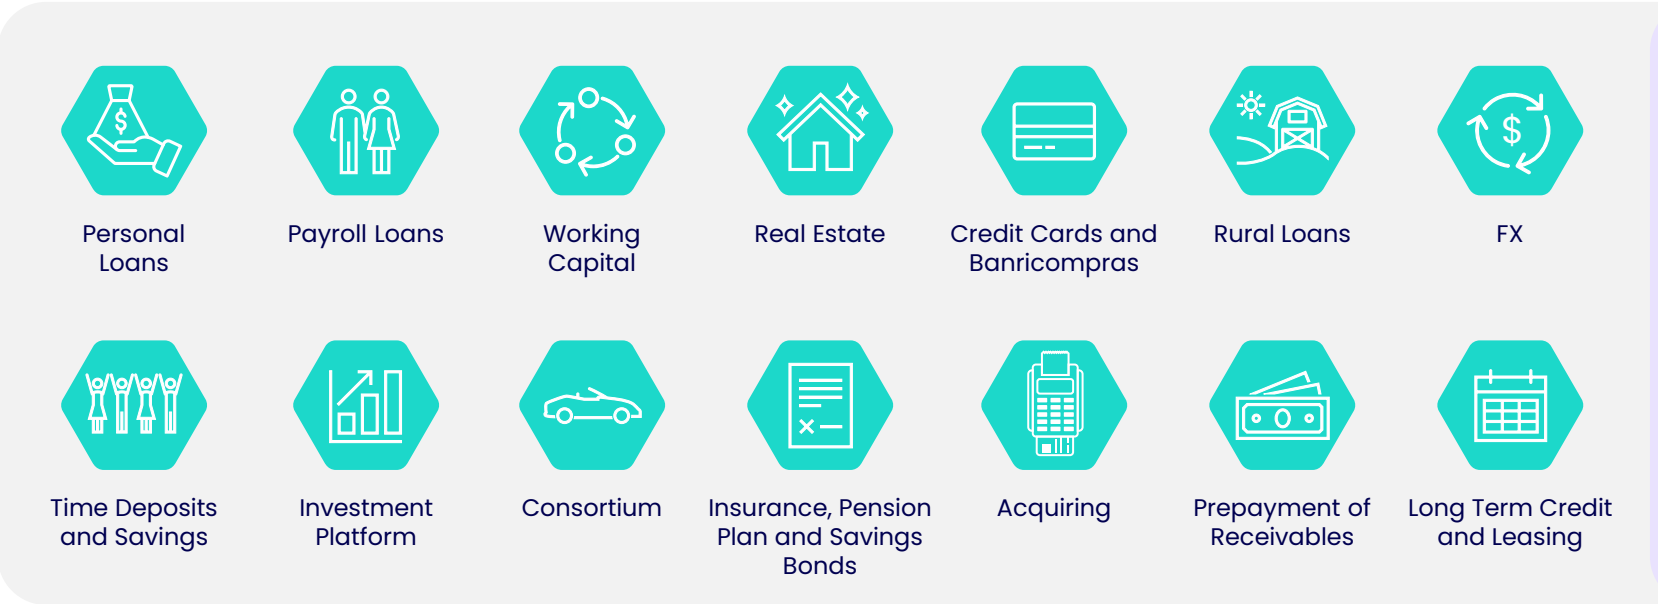 $
$
Personal
Loans
Payroll Loans
Working
Capital
Real Estate
Credit Cards and
Banricompras
Rural Loans
FX
Time Deposits
and Savings
Investment
Platform
Consortium
Insurance, Pension
Plan and Savings
Bonds
Acquiring
Prepayment of
Receivables
Long Term Credit
and Leasing